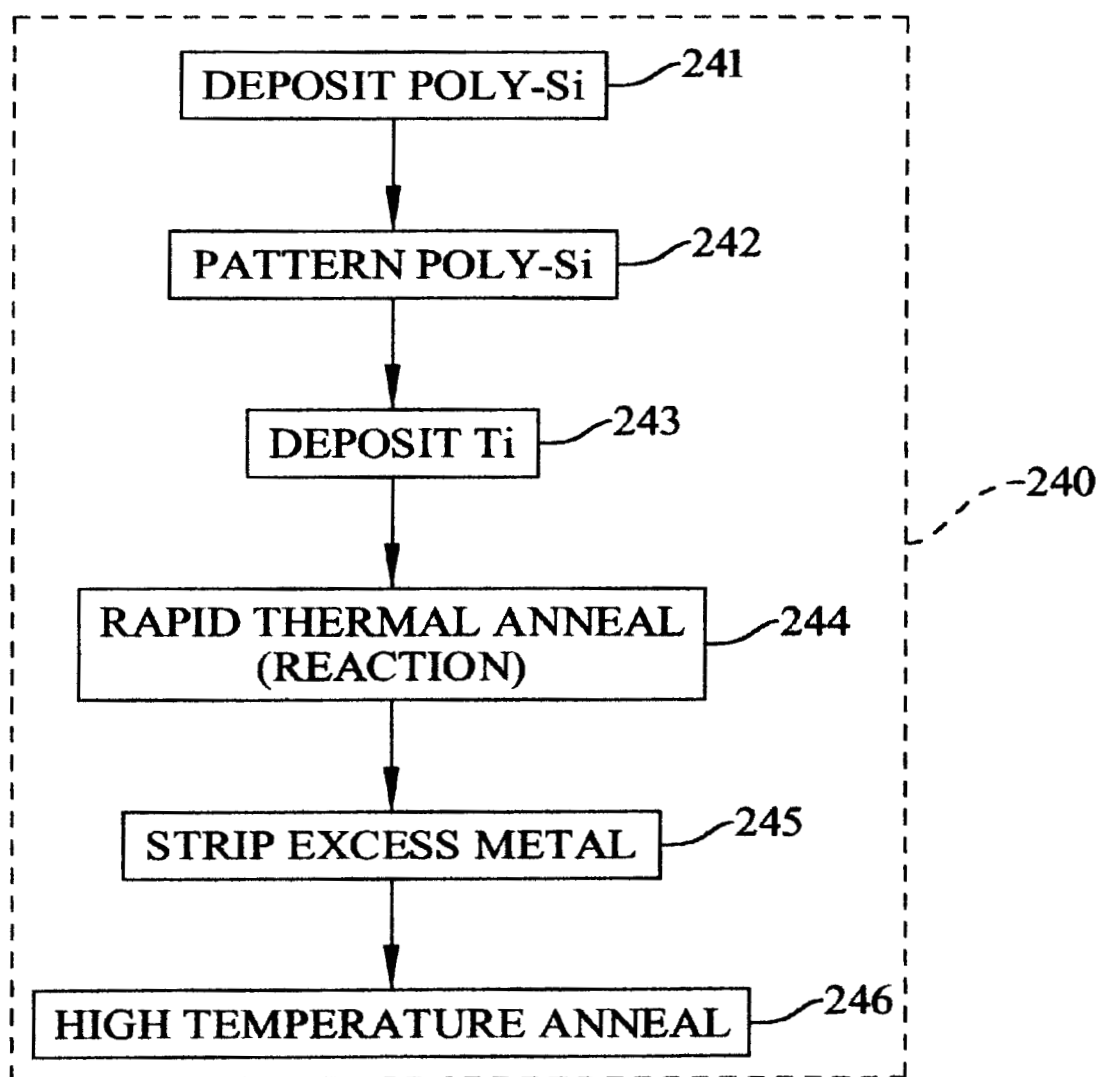 DEPOSIT POLY-Si
241
PATTERN POLY-Si
242
DEPOSIT Ti
243
240
RAPID THERMAL ANNEAL
(REACTION)
244
STRIP EXCESS METAL
245
HIGH TEMPERATURE ANNEAL
246